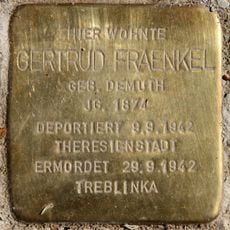 HIER WOHNTE
GERTRUD FRAENKEL
GEB. DEMUTH
JG. 1874
DEPORTIERT 9.9.1942
THERESIENSTADT
ERMORDET 29.9.1942
TREBLINKA